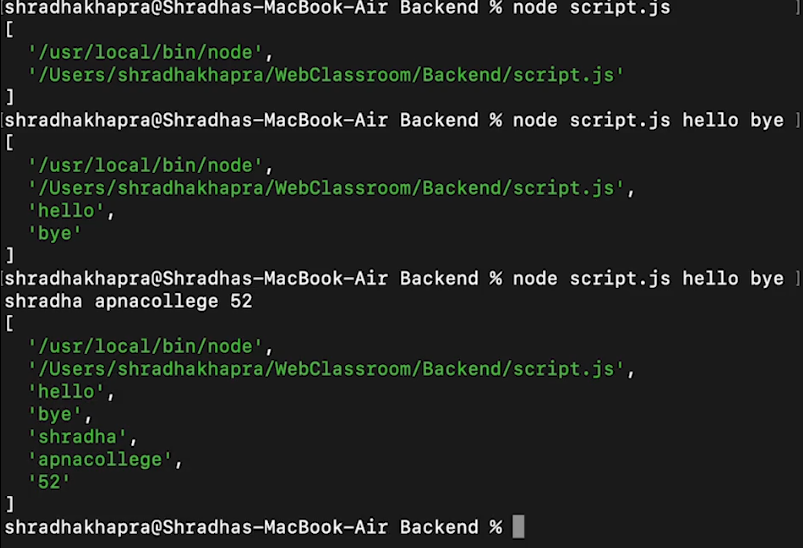 shradhakhapra@Shradhas-MacBook-Air Backend % node script.js
[
  '/usr/local/bin/node',
  '/Users/shradhakhapra/WebClassroom/Backend/script.js'
]
shradhakhapra@Shradhas-MacBook-Air Backend % node script.js hello bye
[
  '/usr/local/bin/node',
  '/Users/shradhakhapra/WebClassroom/Backend/script.js',
  'hello',
  'bye'
]
shradhakhapra@Shradhas-MacBook-Air Backend % node script.js hello bye
shradha apnacollege 52
[
  '/usr/local/bin/node',
  '/Users/shradhakhapra/WebClassroom/Backend/script.js',
  'hello',
  'bye',
  'shradha',
  'apnacollege',
  '52'
]
shradhakhapra@Shradhas-MacBook-Air Backend %